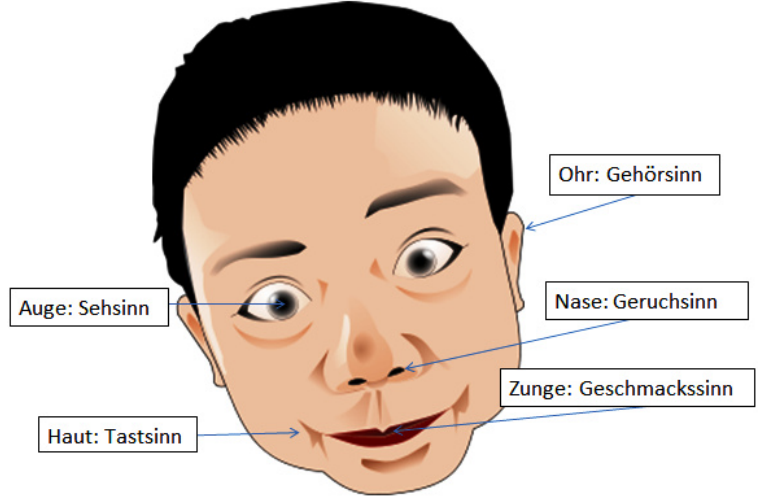 Ohr: Gehörsinn
Auge: Sehsinn
Nase: Geruchsinn
Zunge: Geschmackssinn
Haut: Tastsinn